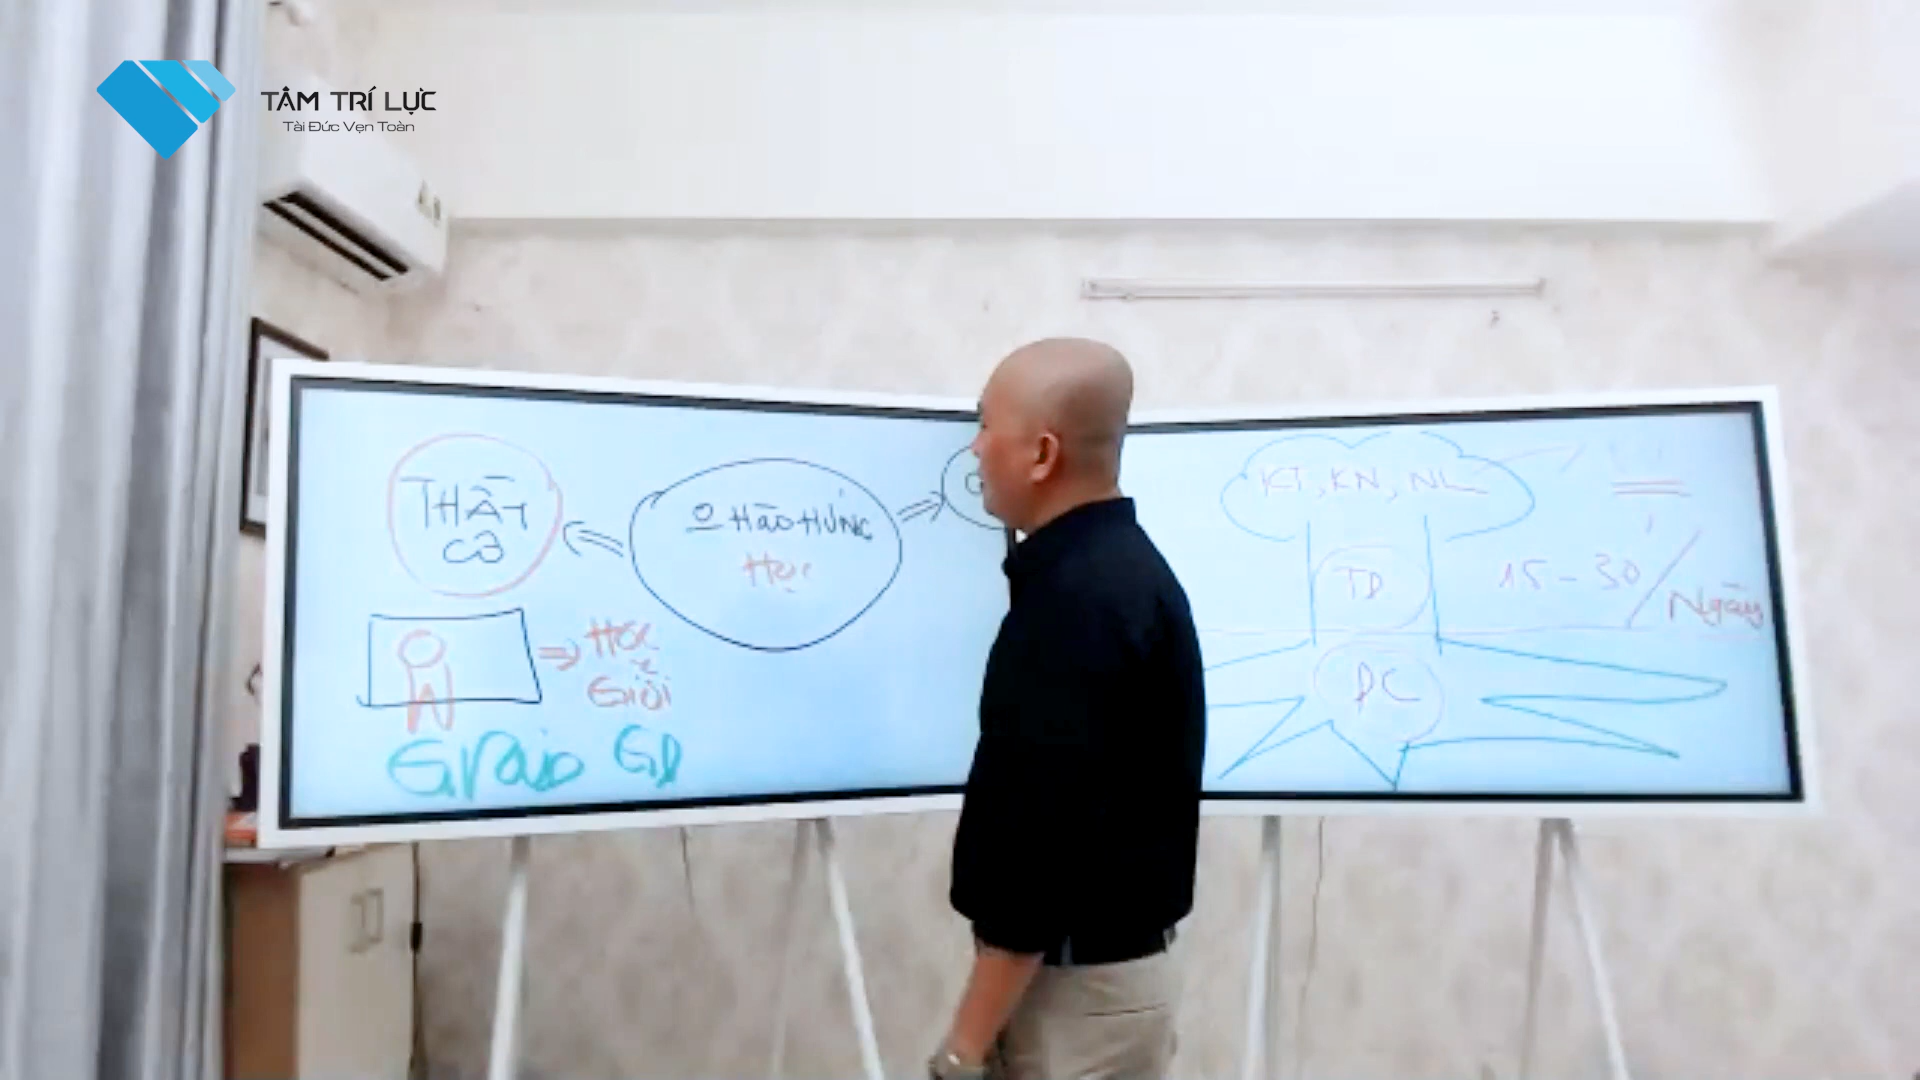 TÂM TRÍ LỰC
Tài Đức Vẹn Toàn
THẦY
CÔ
O HÀO HỨNG
Học
Học
Giỏi
KT, KN, NL
TD
ĐC
15-30'/
Ngày